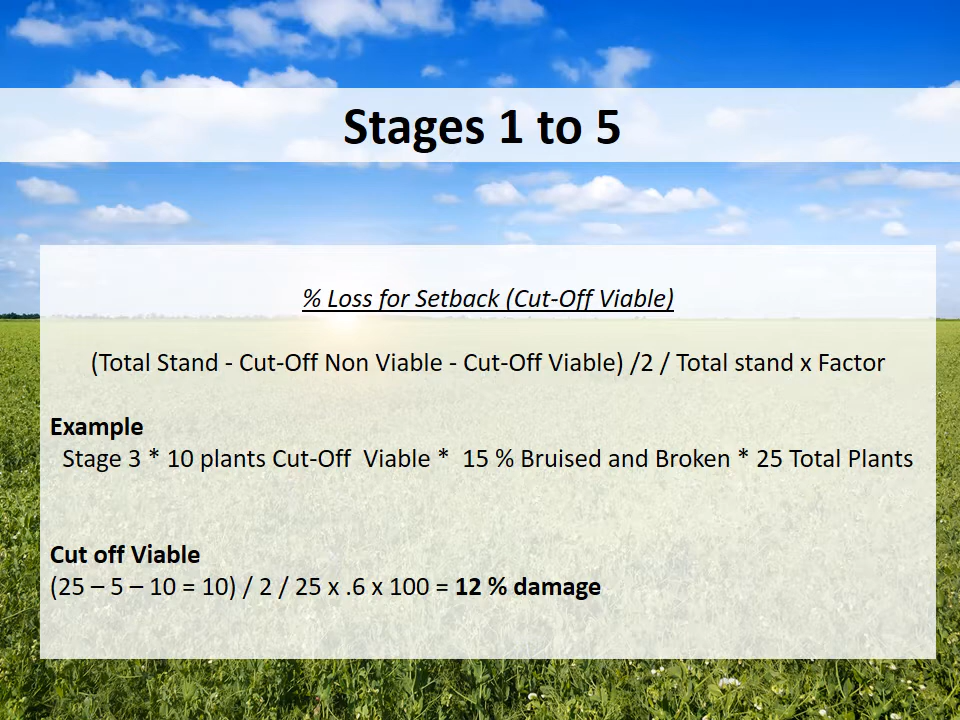 Stages 1 to 5
% Loss for Setback (Cut-Off Viable)
(Total Stand - Cut-Off Non Viable - Cut-Off Viable) /2 / Total stand x Factor
Example
Stage 3 * 10 plants Cut-Off  Viable *  15 % Bruised and Broken * 25 Total Plants
Cut off Viable
(25 – 5 – 10 = 10) / 2 / 25 x .6 x 100 = 12 % damage